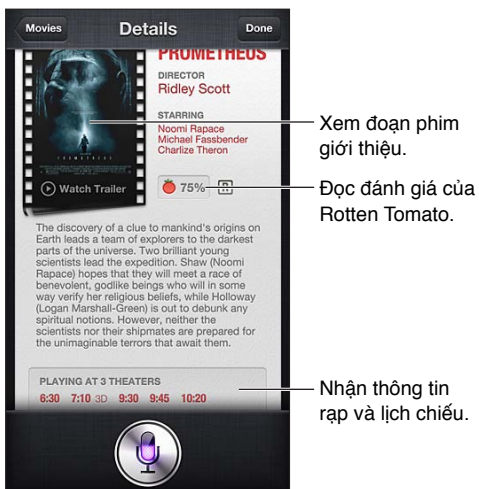 Movies
Details
Done
PROMETHEUS
DIRECTOR
Ridley Scott
STARRING
Noomi Rapace
Michael Fassbender
Charlize Theron
PROMETHEUS
Watch Trailer
75%
The discovery of a clue to mankind's origins on
Earth leads a team of explorers to the darkest
parts of the universe. Two brilliant young
scientists lead the expedition. Shaw (Noomi
Rapace) hopes that they will meet a race of
benevolent, godlike beings who will in some
way verify her religious beliefs, while Holloway
(Logan Marshall-Green) is out to debunk any
spiritual notions. However, neither the
scientists nor their shipmates are prepared for
the unimaginable terrors that await them.
PLAYING AT 3 THEATERS
6:30 7:10 3D 9:30 9:45 10:20
Xem đoạn phim
giới thiệu.
Đọc đánh giá của
Rotten Tomato.
Nhận thông tin
rạp và lịch chiếu.